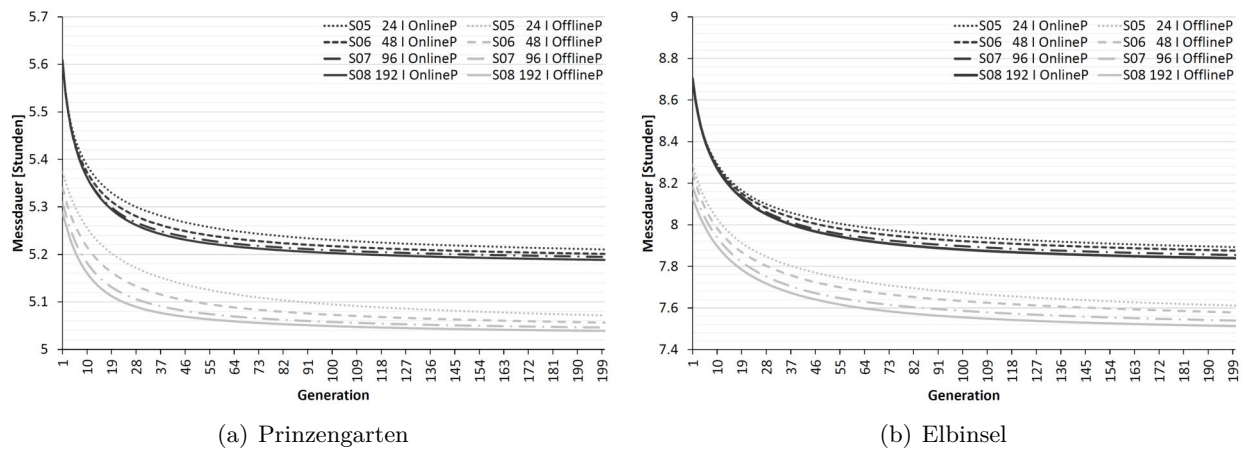 5.7
5.6
5.5
5.4
5.3
5.2
5.1
5
Messdauer [Stunden]
S05 24 I OnlineP S05 24 I OfflineP
S06 48 I OnlineP S06 48 I OfflineP
S07 96 I OnlineP S07 96 I OfflineP
S08 192 I OnlineP S08 192 I OfflineP
1 10 19 28 37 46 55 64 73 82 91 100 109 118 127 136 145 154 163 172 181 190 199
Generation
(a) Prinzengarten
9
8.8
8.6
8.4
8.2
8
7.8
7.6
7.4
Messdauer [Stunden]
S05 24 I OnlineP S05 24 I OfflineP
S06 48 I OnlineP S06 48 I OfflineP
S07 96 I OnlineP S07 96 I OfflineP
S08 192 I OnlineP S08 192 I OfflineP
1 10 19 28 37 46 55 64 73 82 91 100 109 118 127 136 145 154 163 172 181 190 199
Generation
(b) Elbinsel